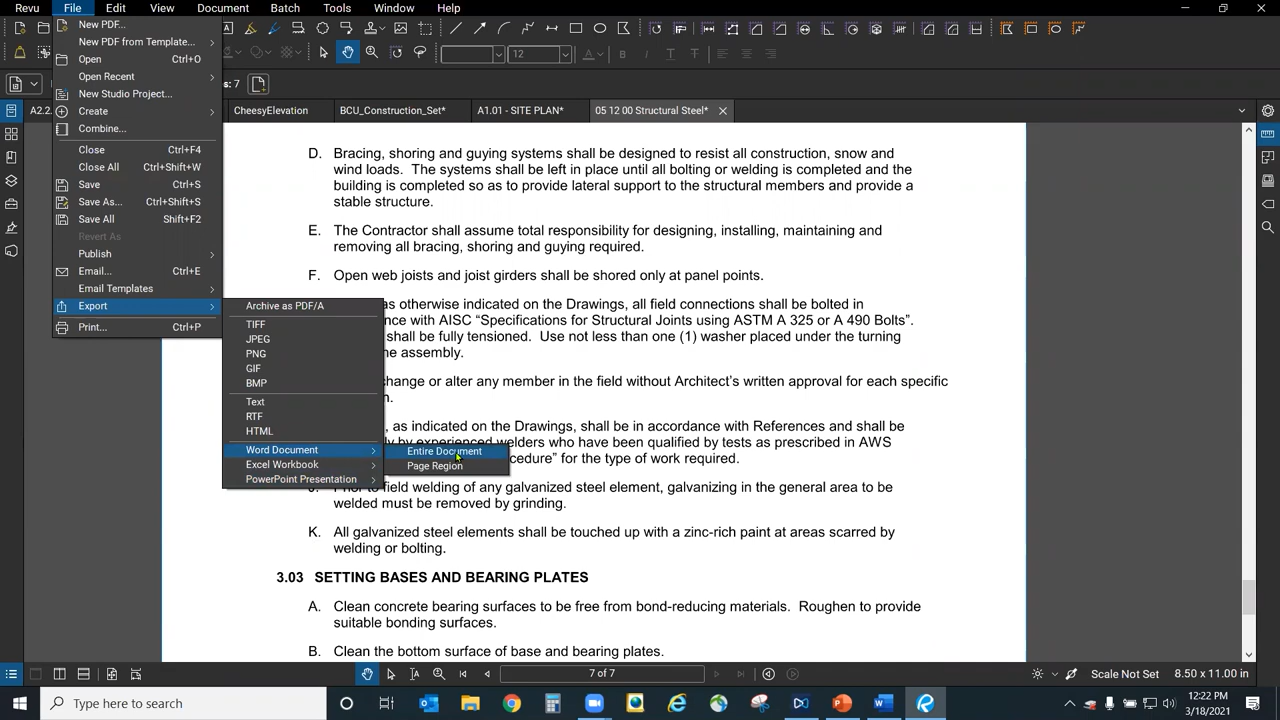 Revu File Edit View Document Batch Tools Window Help
New PDF...
New PDF from Template...
Open Ctrl+O
Open Recent
New Studio Project...
Create
Combine...
Close Ctrl+F4
Close All Ctrl+Shift+W
Save Ctrl+S
Save As... Ctrl+Shift+S
Save All Shift+F2
Revert As
Publish
Email... Ctrl+E
Email Templates
Export
Print... Ctrl+P
Archive as PDF/A
TIFF
JPEG
PNG
GIF
BMP
Text
RTF
HTML
Word Document
Excel Workbook
PowerPoint Presentation
Entire Document
Page Region
12
: 7
A2.2. CheesyElevation BCU_Construction_Set* A1.01 - SITE PLAN* 05 12 00 Structural Steel*
D. Bracing, shoring and guying systems shall be designed to resist all construction, snow and
wind loads. The systems shall be left in place until all bolting or welding is completed and the
building is completed so as to provide lateral support to the structural members and provide a
stable structure.
E. The Contractor shall assume total responsibility for designing, installing, maintaining and
removing all bracing, shoring and guying required.
F. Open web joists and joist girders shall be shored only at panel points.
as otherwise indicated on the Drawings, all field connections shall be bolted in
nce with AISC “Specifications for Structural Joints using ASTM A 325 or A 490 Bolts”.
shall be fully tensioned. Use not less than one (1) washer placed under the turning
ne assembly.
change or alter any member in the field without Architect's written approval for each specific
n.
, as indicated on the Drawings, shall be in accordance with References and shall be
ly by experienced welders who have been qualified by tests as prescribed in AWS
cedure” for the type of work required.
J. Prior to field welding of any galvanized steel element, galvanizing in the general area to be
welded must be removed by grinding.
K. All galvanized steel elements shall be touched up with a zinc-rich paint at areas scarred by
welding or bolting.
3.03 SETTING BASES AND BEARING PLATES
A. Clean concrete bearing surfaces to be free from bond-reducing materials. Roughen to provide
suitable bonding surfaces.
B. Clean the bottom surface of base and bearing plates.
7 of 7 Scale Not Set 8.50 x 11.00 in
Type here to search
12:22 PM
3/18/2021